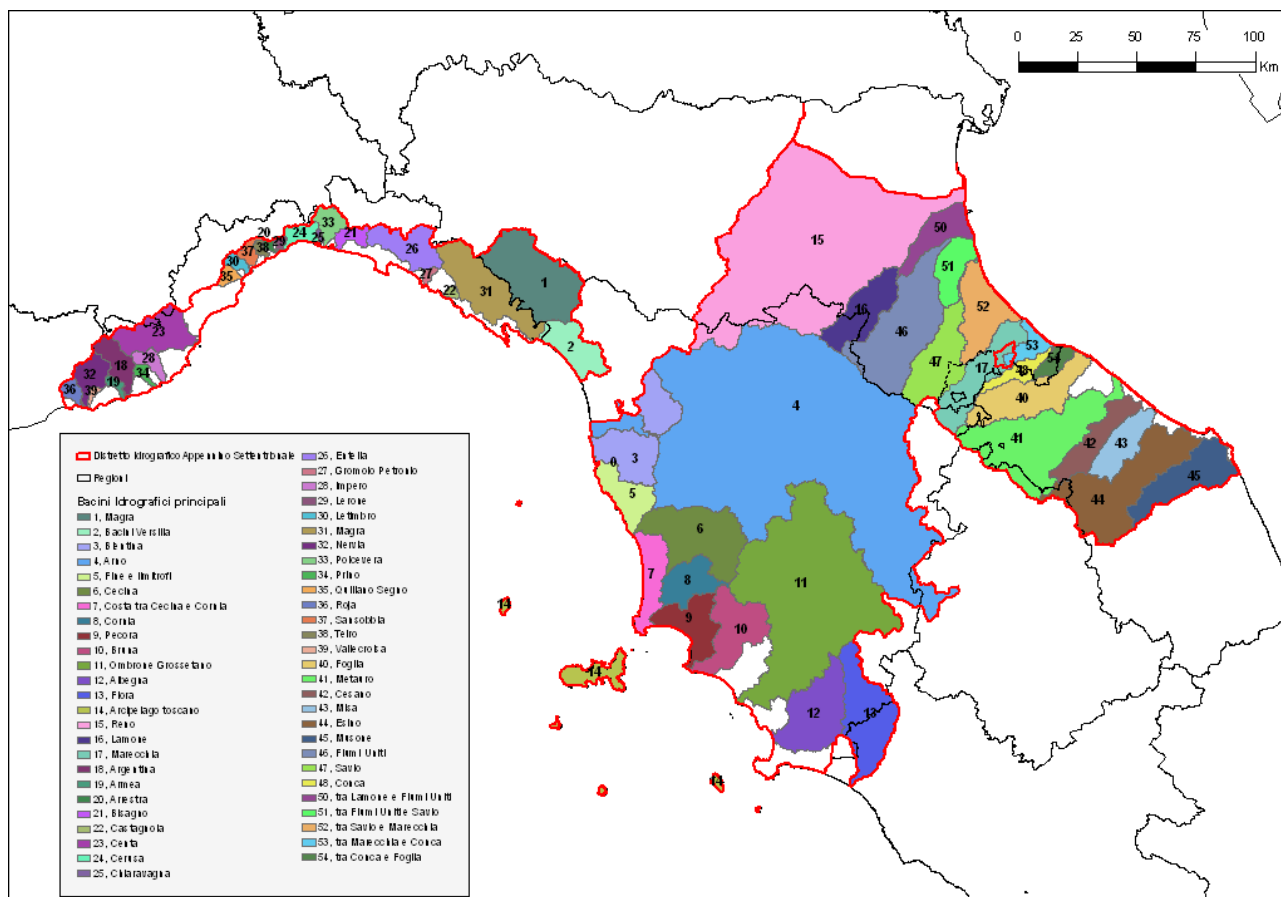 0 25 50 75 100
Km
20
33
24
25
29
38
37
30
35
21
26
27
22
31
1
2
23
18
28
34
19
32
36
39
15
50
51
16
46
52
47
17
53
54
48
40
41
42
43
44
45
4
3
0
5
6
7
8
9
10
11
12
13
14
14
14
Distretto Idrografico Appennino Settentrionale
Regioni
Bacini Idrografici principali
1, Magra
2, Bacini Versilia
3, Bientina
4, Arno
5, Fine e limitrofi
6, Cecina
7, Costa tra Cecina e Cornia
8, Cornia
9, Pecora
10, Bruna
11, Ombrone Grossetano
12, Albegna
13, Fiora
14, Arcipelago toscano
15, Reno
16, Lamone
17, Marecchia
18, Argentina
19, Armea
20, Arrestra
21, Bisagno
22, Castagnola
23, Centa
24, Cerusa
25, Chiaravagna
26, Entella
27, Gromolo Petronio
28, Impero
29, Lerone
30, Letimbro
31, Magra
32, Nervia
33, Polcevera
34, Prino
35, Quiliano Segno
36, Roja
37, Sansobbia
38, Teiro
39, Vallecrosia
40, Foglia
41, Metauro
42, Cesano
43, Misa
44, Esino
45, Musone
46, Fiumi Uniti
47, Savio
48, Conca
50, tra Lamone e Fiumi Uniti
51, tra Fiumi Uniti e Savio
52, tra Savio e Marecchia
53, tra Marecchia e Conca
54, tra Conca e Foglia